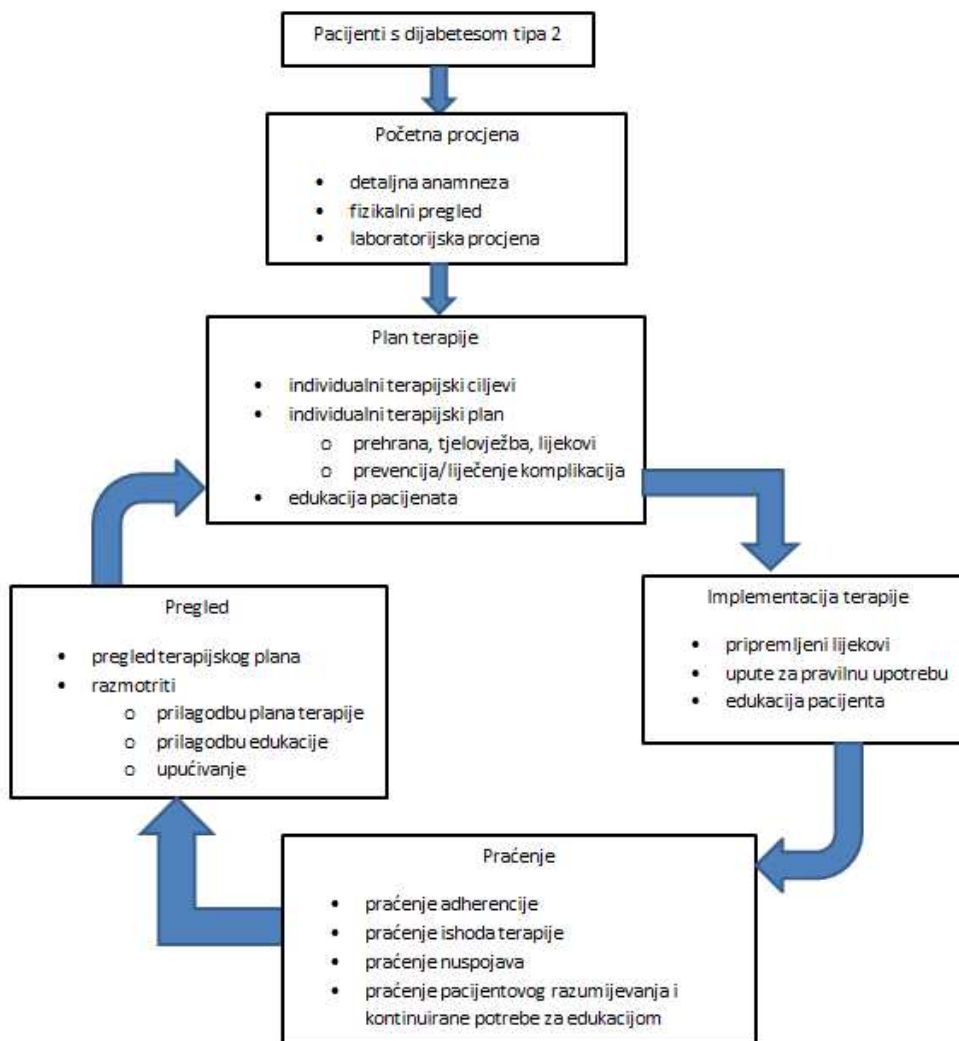 Pacijenti s dijabetesom tipa 2
Početna procjena
• detaljna anamneza
• fizikalni pregled
• laboratorijska procjena
Plan terapije
• individualni terapijski ciljevi
• individualni terapijski plan
o prehrana, tjelovježba, lijekovi
o prevencija/liječenje komplikacija
• edukacija pacijenata
Implementacija terapije
• pripremljeni lijekovi
• upute za pravilnu upotrebu
• edukacija pacijenta
Praćenje
• praćenje adherencije
• praćenje ishoda terapije
• praćenje nuspojava
• praćenje pacijentovog razumijevanja i
kontinuirane potrebe za edukacijom
Pregled
• pregled terapijskog plana
• razmotriti
o prilagodbu plana terapije
o prilagodbu edukacije
o upućivanje